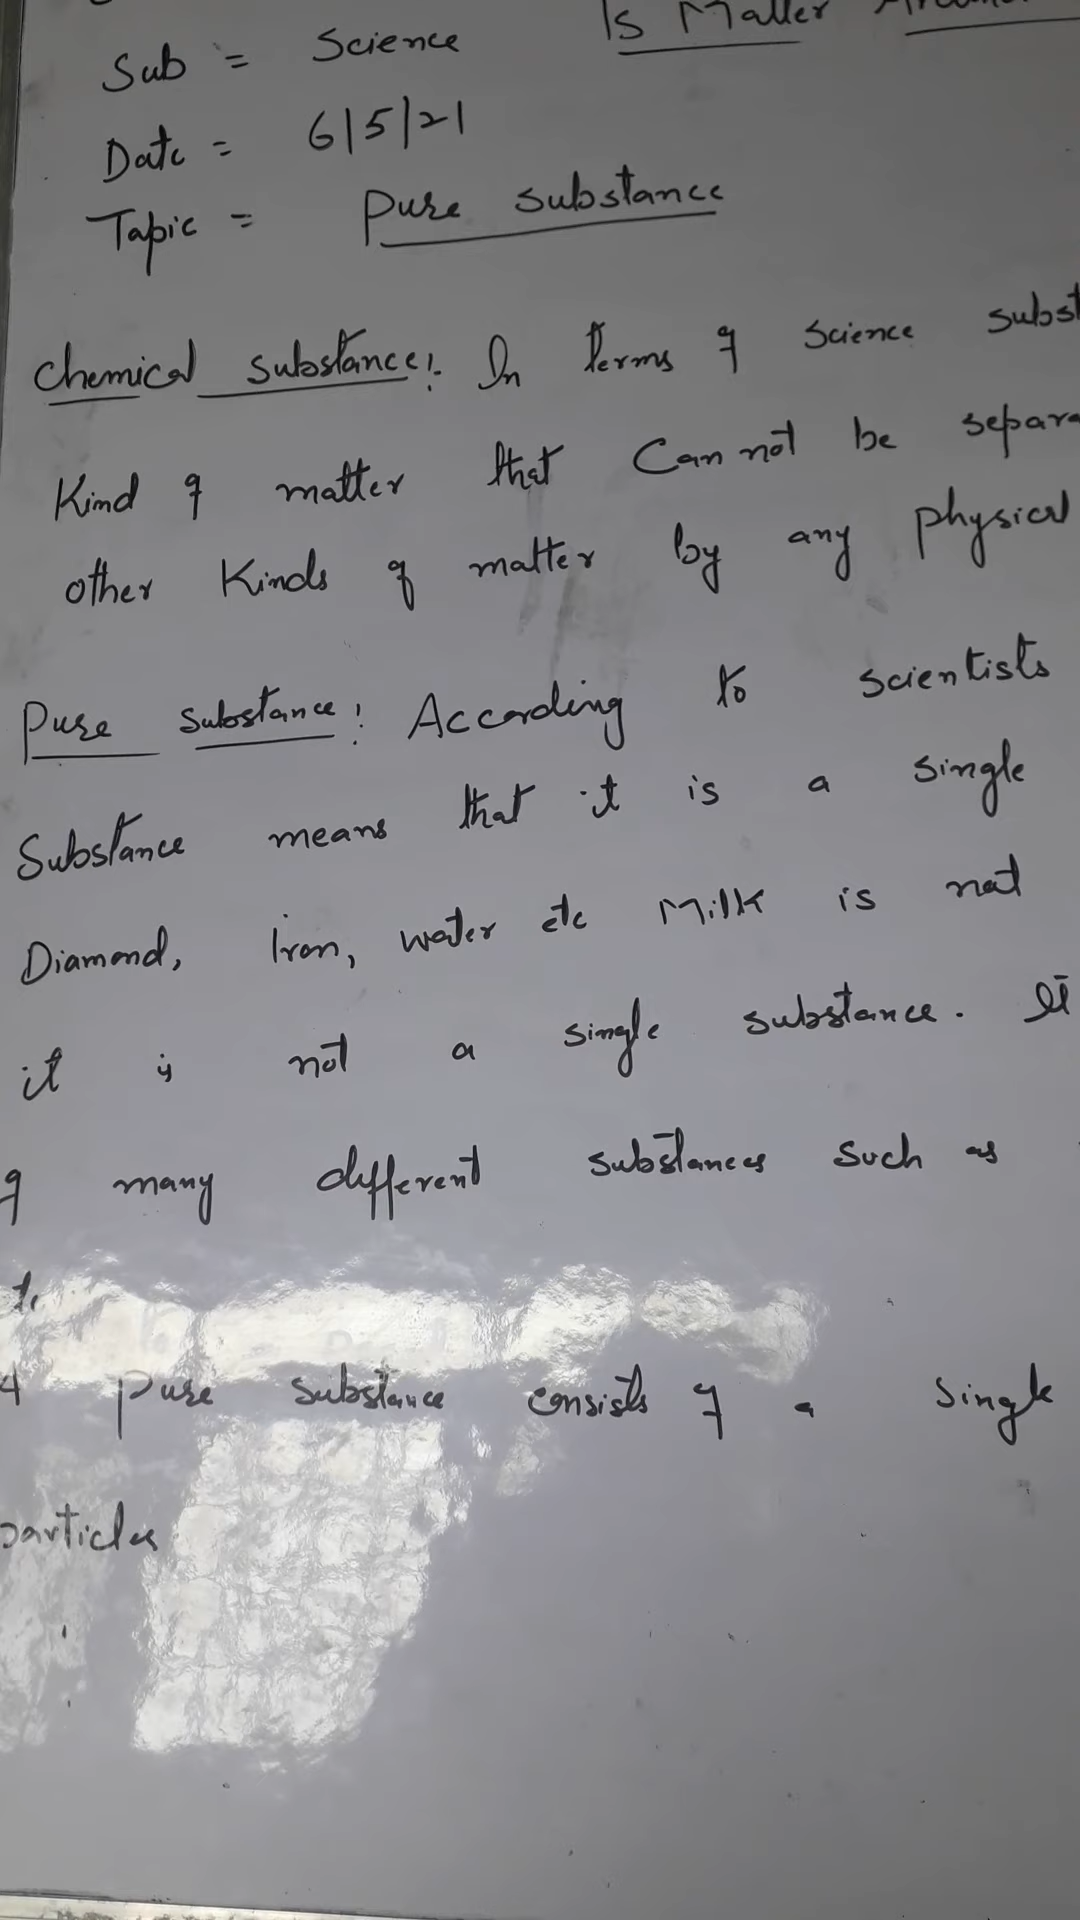 Is Matter
Sub = Science
Date = 6/5/21
Tapic = Pure substance
Chemical substance:- In terms of Science subst
Kind of matter that Can not be separa
other Kinds of matter by any physical
Pure substance: According to scientists
Substance means that it is a single
Diamond, Iron, water etc Milk is not
it is not a single substance. It
of many different substances such as
A pure substance consists of a single
particles